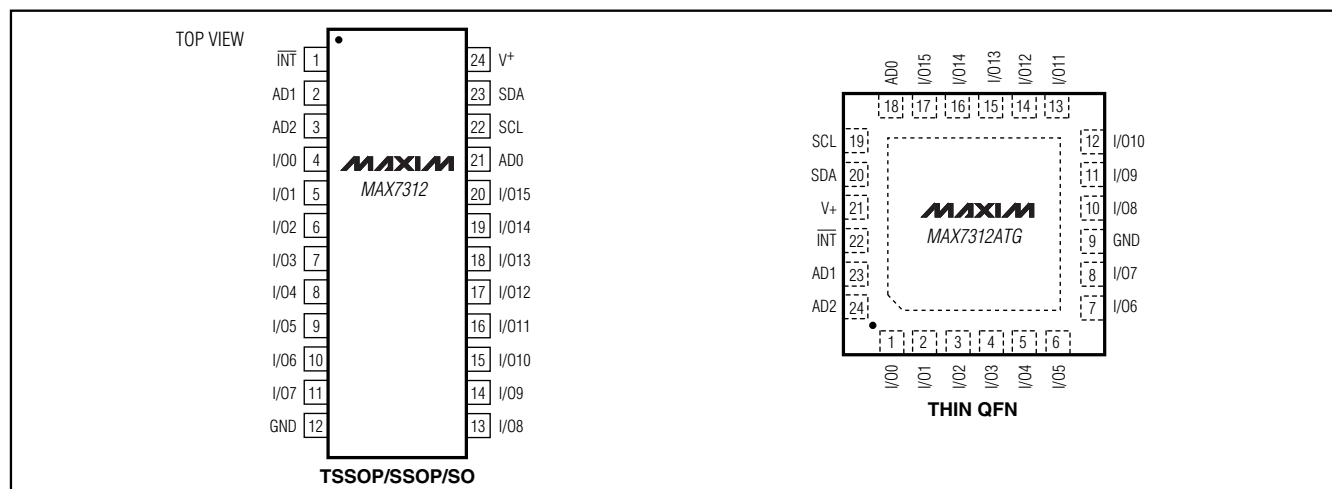 TOP VIEW
INT 1
AD1 2
AD2 3
I/O0 4
I/O1 5
I/O2 6
I/O3 7
I/O4 8
I/O5 9
I/O6 10
I/O7 11
GND 12
MAXIM
MAX7312
24 V+
23 SDA
22 SCL
21 AD0
20 I/O15
19 I/O14
18 I/O13
17 I/O12
16 I/O11
15 I/O10
14 I/O9
13 I/O8
TSSOP/SSOP/SO
AD0 I/O15 I/O14 I/O13 I/O12 I/O11
18 17 16 15 14 13
SCL 19
SDA 20
V+ 21
INT 22
AD1 23
AD2 24
MAXIM
MAX7312ATG
12 I/O10
11 I/O9
10 I/O8
9 GND
8 I/O7
7 I/O6
1 2 3 4 5 6
I/O0 I/O1 I/O2 I/O3 I/O4 I/O5
THIN QFN